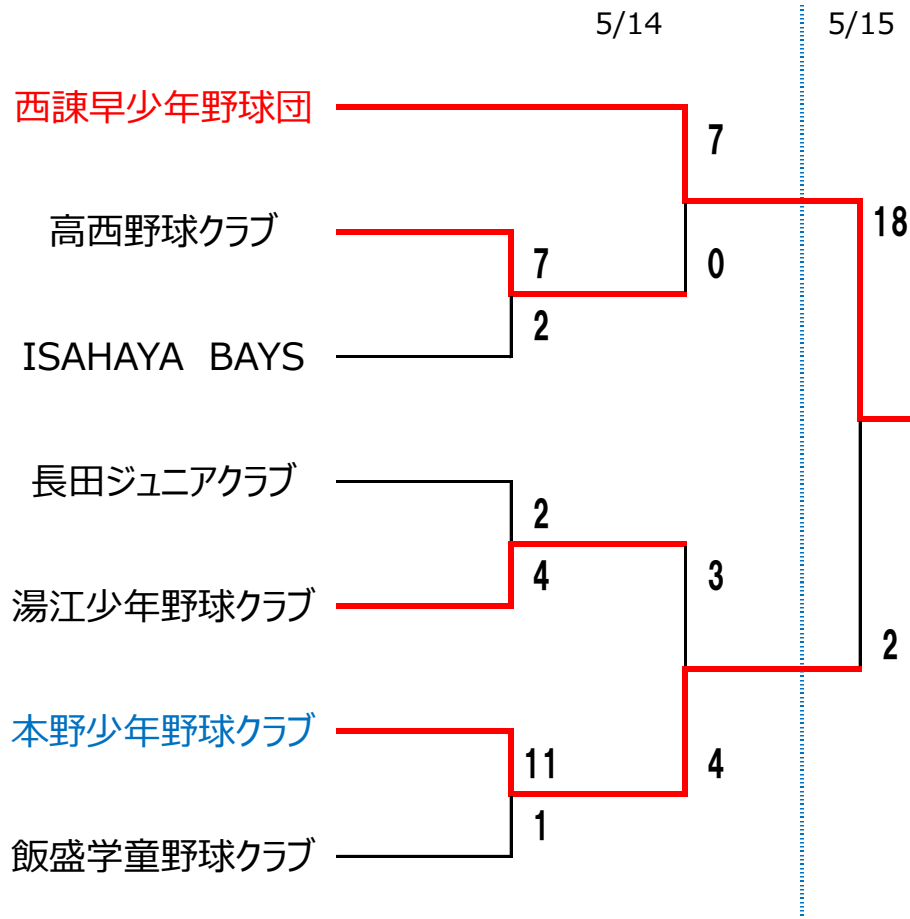 5/14 5/15
西諫早少年野球団
7
18
高西野球クラブ
7
0
2
ISAHAYA BAYS
長田ジュニアクラブ
2
4
3
湯江少年野球クラブ
2
本野少年野球クラブ
11
4
1
飯盛学童野球クラブ